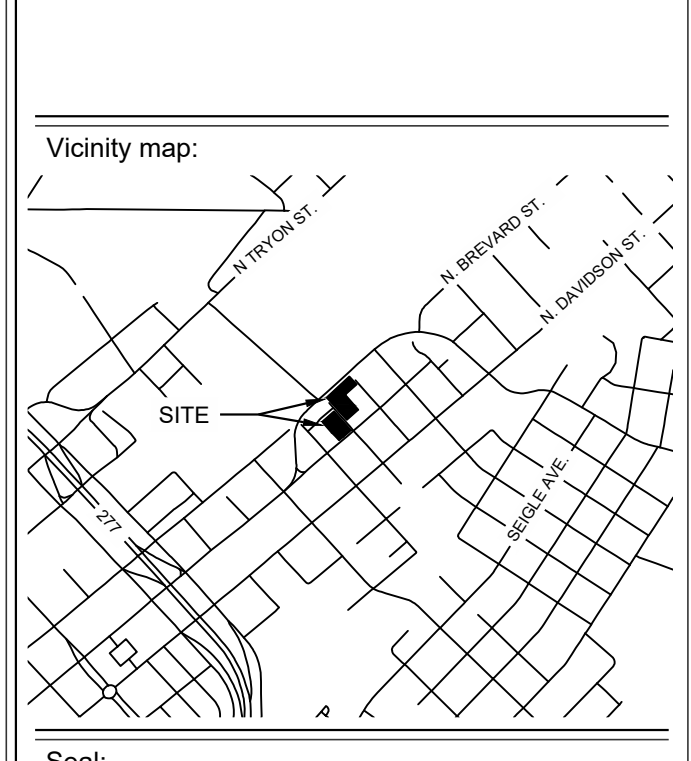 Vicinity map:
N TRYON ST.
N. BREVARD ST.
N. DAVIDSON ST.
SITE
SEIGLE AVE.
277
Seal: